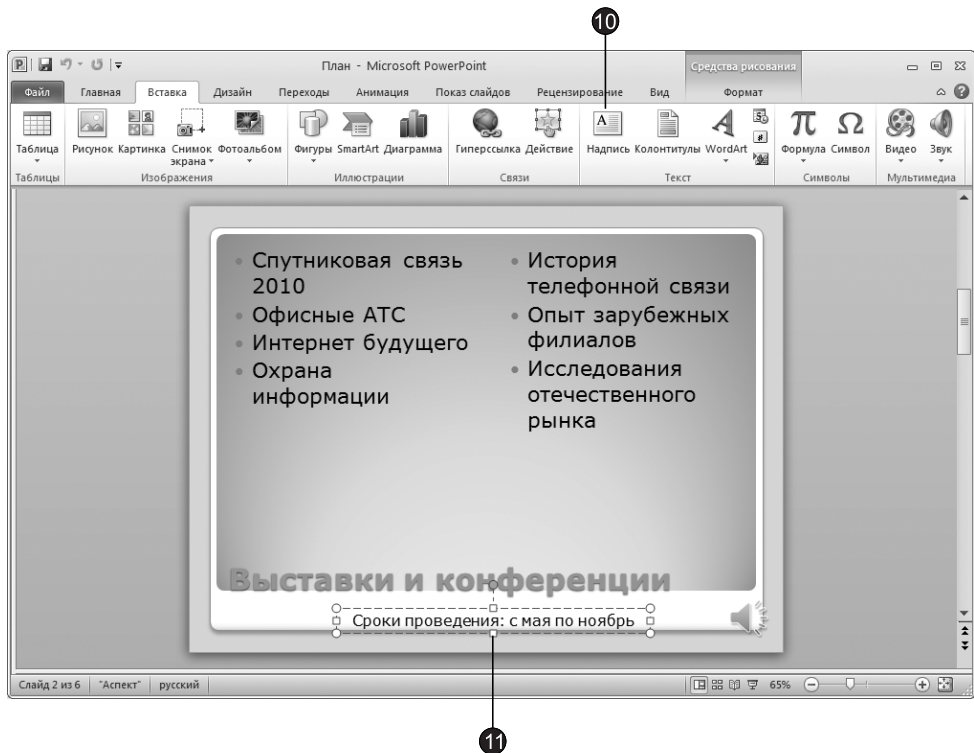 10
План - Microsoft PowerPoint
Средства рисования
Файл Главная Вставка Дизайн Переходы Анимация Показ слайдов Рецензирование Вид Формат
Таблица Рисунок Картинка Снимок экрана Фотоальбом Фигуры SmartArt Диаграмма Гиперссылка Действие Надпись Колонтитулы WordArt Формула Символ Видео Звук
Таблицы Изображения Иллюстрации Связи Текст Символы Мультимедиа
Спутниковая связь
2010
Офисные АТС
Интернет будущего
Охрана
информации
История
телефонной связи
Опыт зарубежных
филиалов
Исследования
отечественного
рынка
Выставки и конференции
Сроки проведения: с мая по ноябрь
Слайд 2 из 6 "Аспект" русский 65%
11